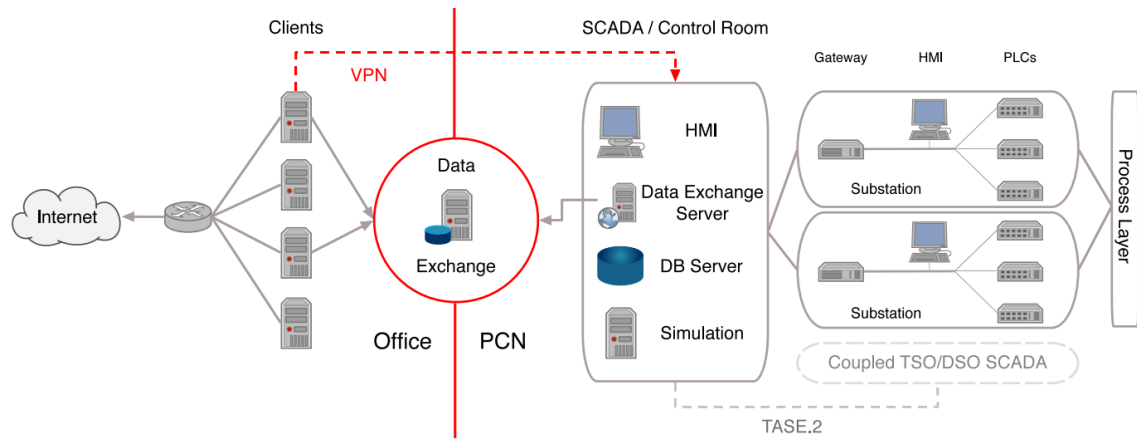 Clients
SCADA / Control Room
VPN
Gateway
HMI
PLCs
Internet
Data
Exchange
HMI
Data Exchange
Server
DB Server
Simulation
Substation
Substation
Process Layer
Office
PCN
Coupled TSO/DSO SCADA
TASE.2